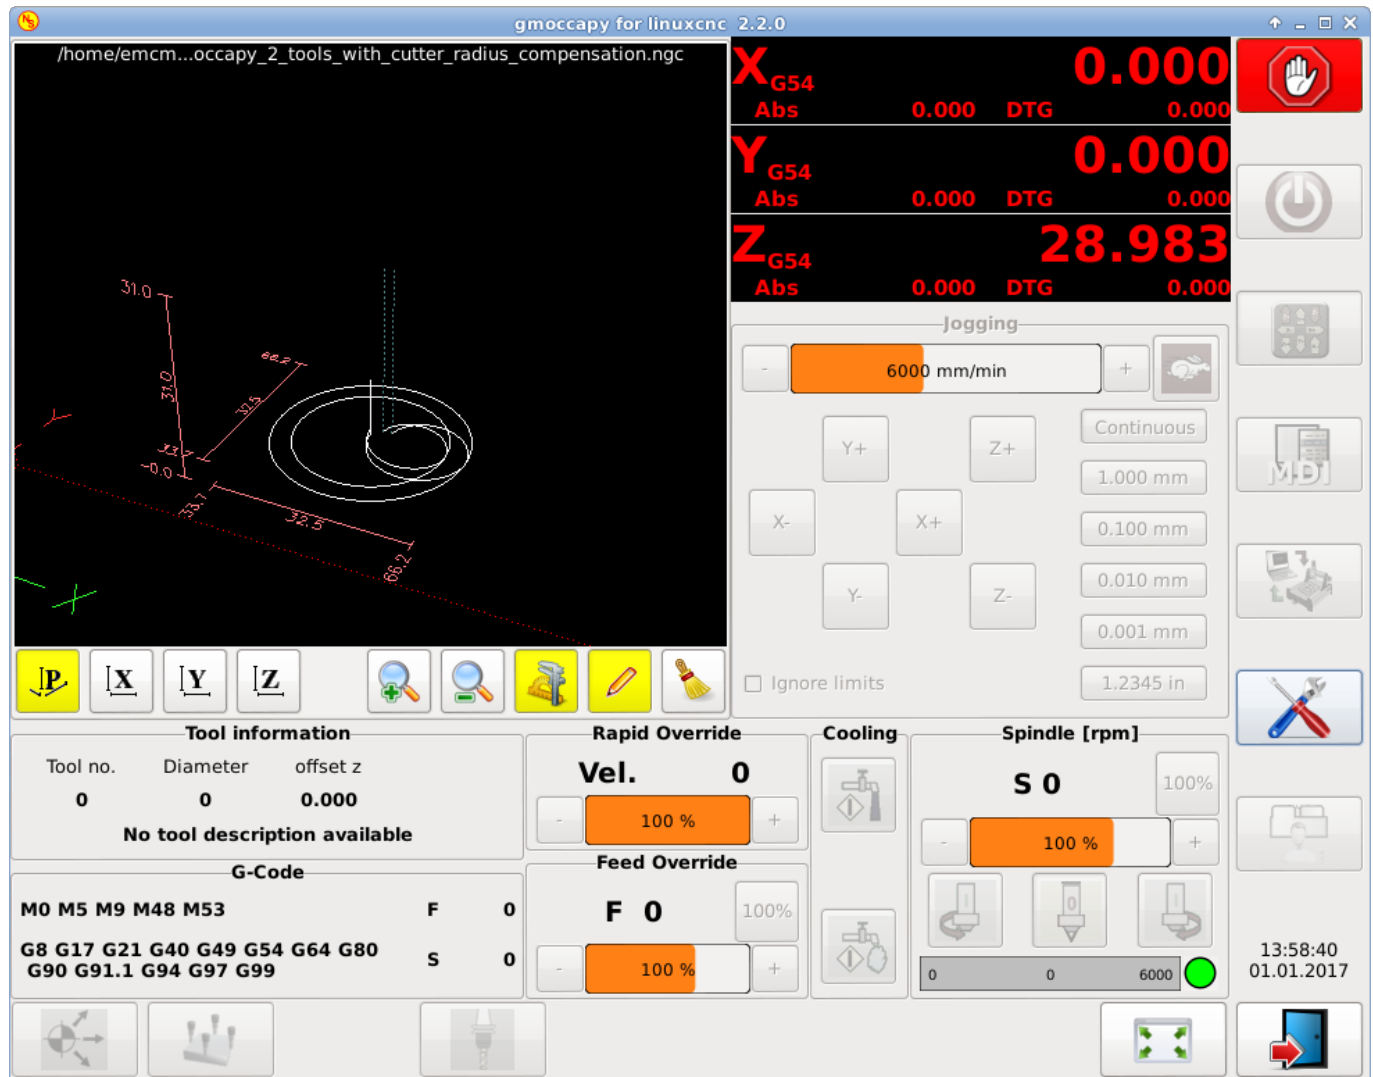 gmoccapy for linuxcnc 2.2.0
/home/emcm...occapy_2_tools_with_cutter_radius_compensation.ngc
X G54 0.000
Abs 0.000 DTG 0.000
Y G54 0.000
Abs 0.000 DTG 0.000
Z G54 28.983
Abs 0.000 DTG 0.000
31.0
31.0
-0.0
66.2
32.5
33.7
33.7
32.5
66.2
Y
X
Jogging
- 6000 mm/min +
Y+ Z+
X- X+
Y- Z-
Continuous
1.000 mm
0.100 mm
0.010 mm
0.001 mm
1.2345 in
Ignore limits
MDI
P X Y Z
Tool information
Tool no. Diameter offset z
0 0 0.000
No tool description available
G-Code
M0 M5 M9 M48 M53 F 0
G8 G17 G21 G40 G49 G54 G64 G80
G90 G91.1 G94 G97 G99
S 0
Rapid Override
Vel. 0
- 100 % +
Feed Override
F 0 100%
- 100 % +
Cooling
Spindle [rpm]
S 0 100%
- 100 % +
0
0 0 6000
13:58:40
01.01.2017